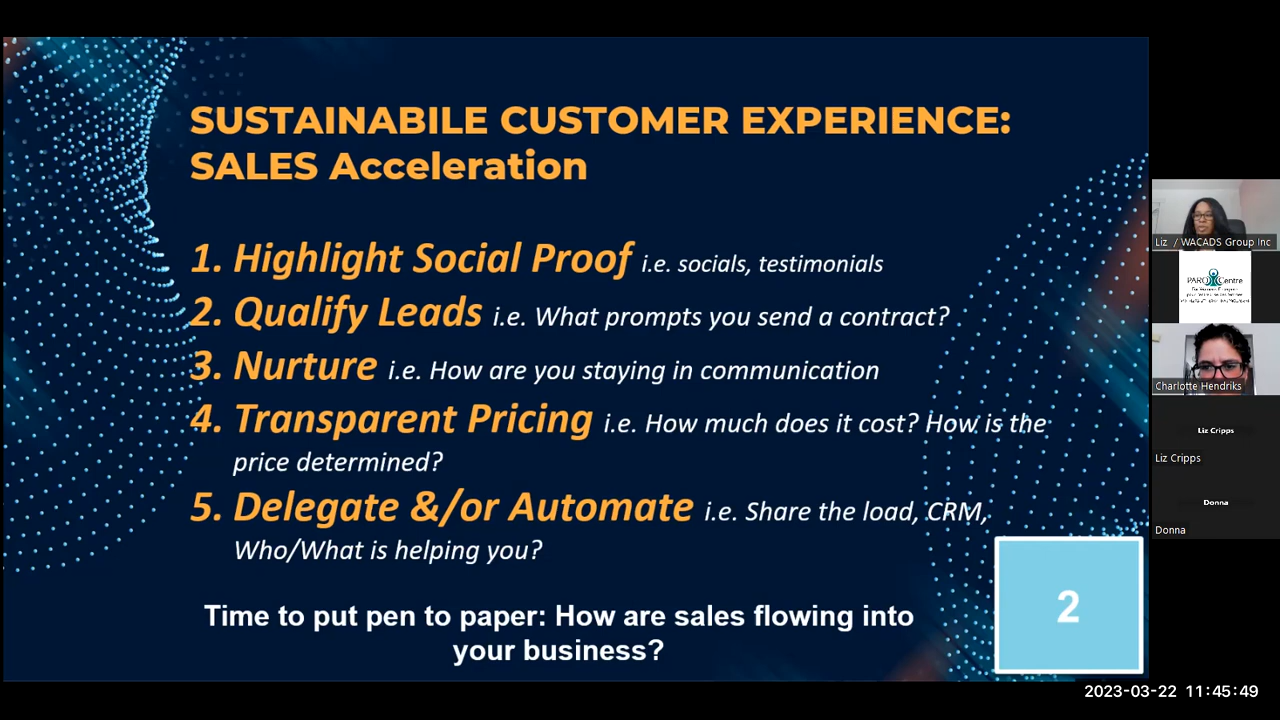 SUSTAINABILE CUSTOMER EXPERIENCE:
SALES Acceleration
1. Highlight Social Proof i.e. socials, testimonials
2. Qualify Leads i.e. What prompts you send a contract?
3. Nurture i.e. How are you staying in communication
4. Transparent Pricing i.e. How much does it cost? How is the
price determined?
5. Delegate &/or Automate i.e. Share the load, CRM,
Who/What is helping you?
Time to put pen to paper: How are sales flowing into
your business?
2
Liz / WACADS Group Inc
PARO Centre
Charlotte Hendriks
Liz Cripps
Liz Cripps
Donna
Donna
2023-03-22 11:45:49